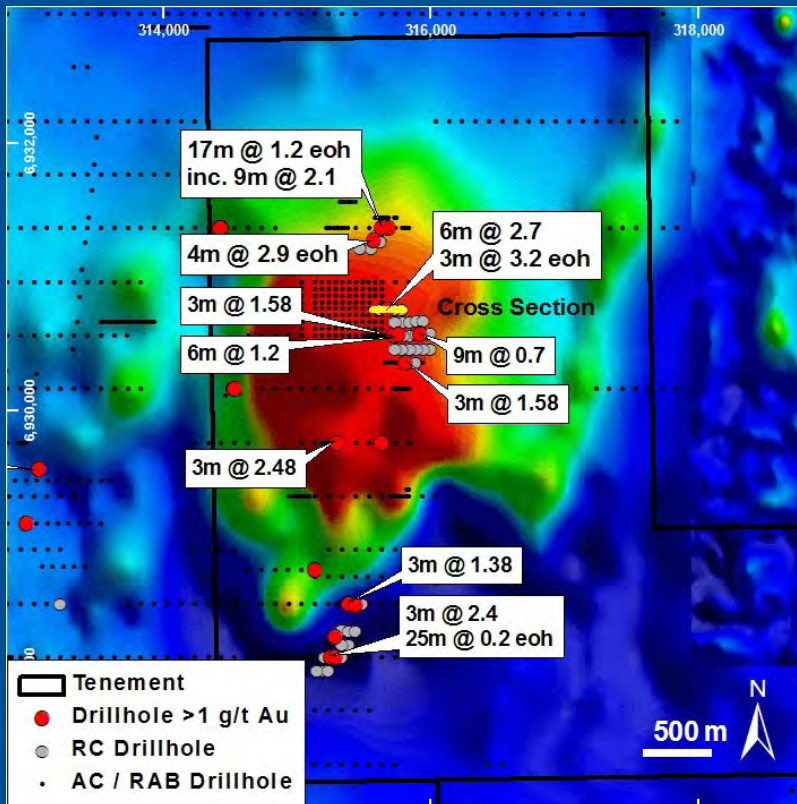 314,000
316,000
318,000
6,932,000
17m @ 1.2 eoh
inc. 9m @ 2.1
6m @ 2.7
3m @ 3.2 eoh
4m @ 2.9 eoh
3m @ 1.58
Cross Section
6m @ 1.2
9m @ 0.7
6,930,000
3m @ 1.58
3m @ 2.48
3m @ 1.38
3m @ 2.4
25m @ 0.2 eoh
Tenement
Drillhole >1 g/t Au
RC Drillhole
AC / RAB Drillhole
N
500 m